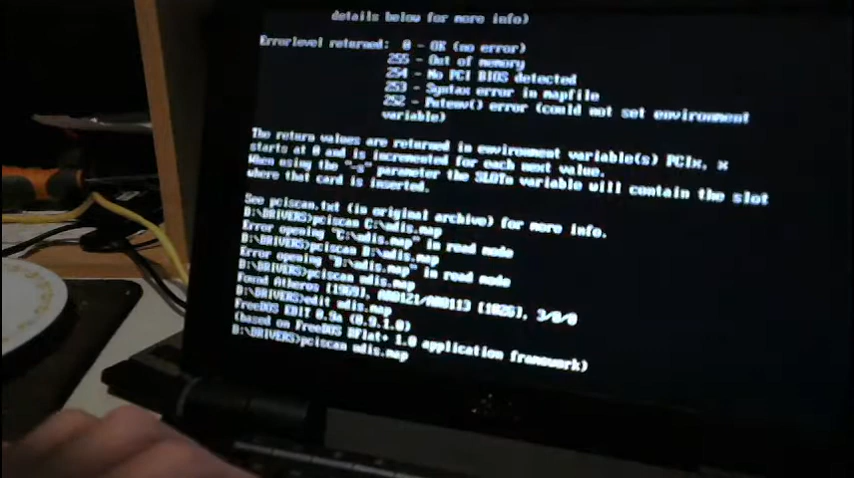 details below for more info)
Errorlevel returned: 0 - OK (no error)
255 - Out of memory
254 - No PCI BIOS detected
253 - Syntax error in mapfile
252 - Putenv() error (could not set environment
variable)
The return values are returned in environment variable(s) PCIx, x
starts at 0 and is incremented for each next value.
When using the "-s" parameter the SLOTn variable will contain the slot
where that card is inserted.
See pciscan.txt (in original archive) for more info.
D:\DRIVERS>pciscan C:\ndis.map
Error opening "C:\ndis.map" in read mode
D:\DRIVERS>pciscan D:\ndis.map
Error opening "D:\ndis.map" in read mode
D:\DRIVERS>pciscan ndis.map
Found Atheros [1969], AR8121/AR8113 [1026], 3/0/0
D:\DRIVERS>edit ndis.map
FreeDOS EDIT 0.9a (0.9.1.0)
(based on FreeDOS DFlat+ 1.0 application framework)
D:\DRIVERS>pciscan ndis.map